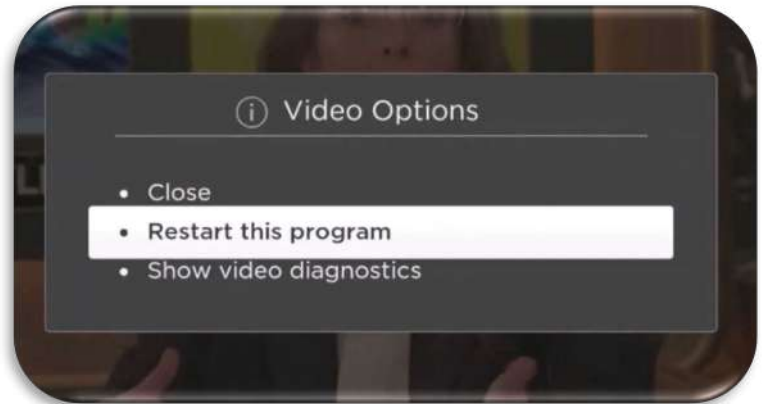 Video Options
• Close
• Restart this program
• Show video diagnostics